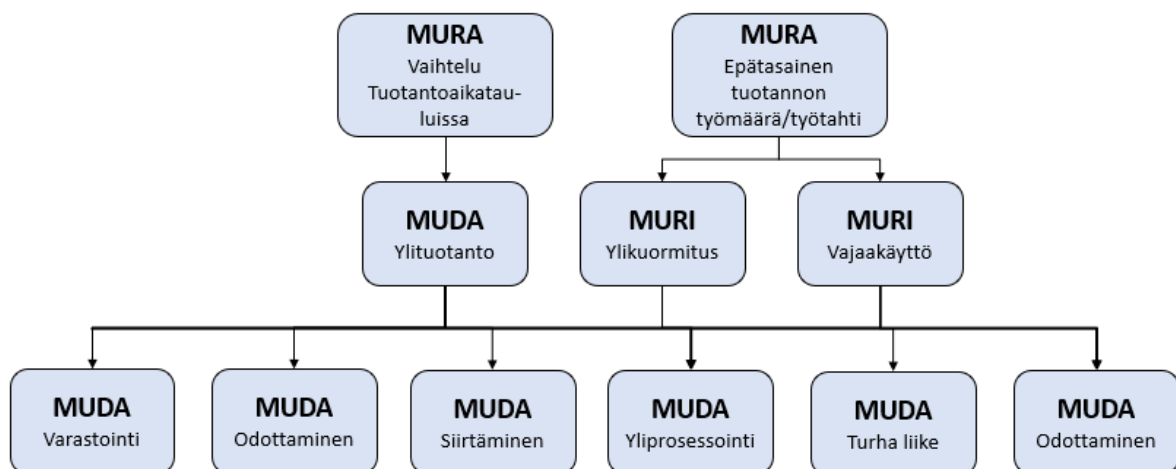 MURA
Vaihtelu
Tuotantoaikatau-
luissa
MURA
Epätasainen
tuotannon
työmäärä/työtahti
MUDA
Ylituotanto
MURI
Ylikuormitus
MURI
Vajaakäyttö
MUDA
Varastointi
MUDA
Odottaminen
MUDA
Siirtäminen
MUDA
Yliprosessointi
MUDA
Turha liike
MUDA
Odottaminen